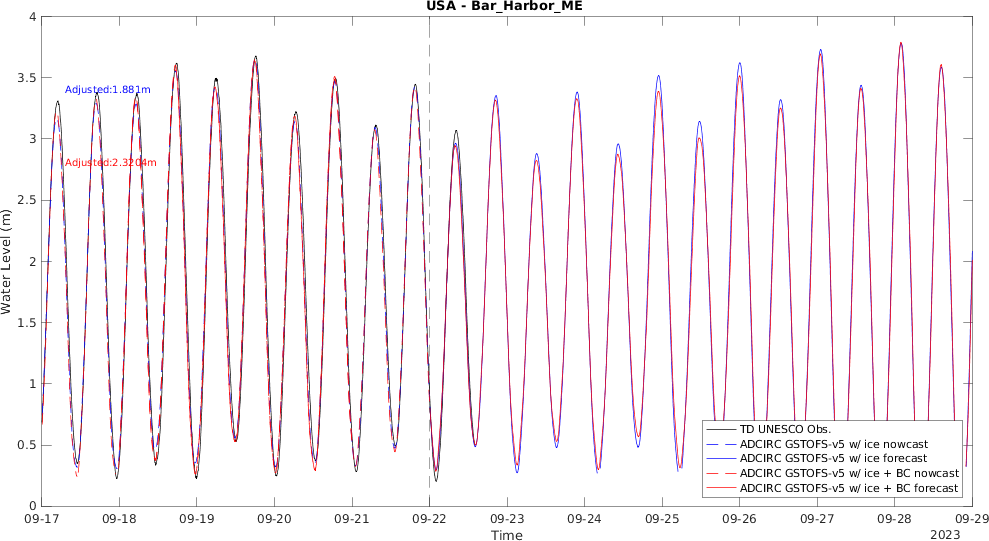 USA - Bar_Harbor_ME
4
3.5
3
2.5
2
1.5
1
0.5
0
Water Level (m)
Adjusted:1.881m
Adjusted:2.3204m
TD UNESCO Obs.
ADCIRC GSTOFS-v5 w/ ice nowcast
ADCIRC GSTOFS-v5 w/ ice forecast
ADCIRC GSTOFS-v5 w/ ice + BC nowcast
ADCIRC GSTOFS-v5 w/ ice + BC forecast
09-17 09-18 09-19 09-20 09-21 09-22 09-23 09-24 09-25 09-26 09-27 09-28 09-29
Time
2023